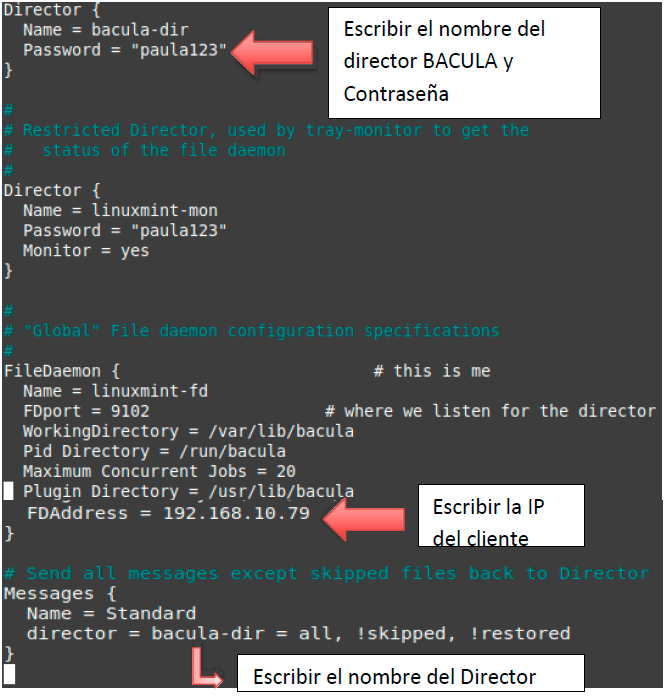 Director {
Name = bacula-dir
Password = "paula123"
}
Escribir el nombre del
director BACULA y
Contraseña
#
# Restricted Director, used by tray-monitor to get the
#   status of the file daemon
#
Director {
Name = linuxmint-mon
Password = "paula123"
Monitor = yes
}
#
# "Global" File daemon configuration specifications
#
FileDaemon {                          # this is me
Name = linuxmint-fd
FDport = 9102                  # where we listen for the director
WorkingDirectory = /var/lib/bacula
Pid Directory = /run/bacula
Maximum Concurrent Jobs = 20
Plugin Directory = /usr/lib/bacula
FDAddress = 192.168.10.79
}
Escribir la IP
del cliente
# Send all messages except skipped files back to Director
Messages {
Name = Standard
director = bacula-dir = all, !skipped, !restored
}
Escribir el nombre del Director